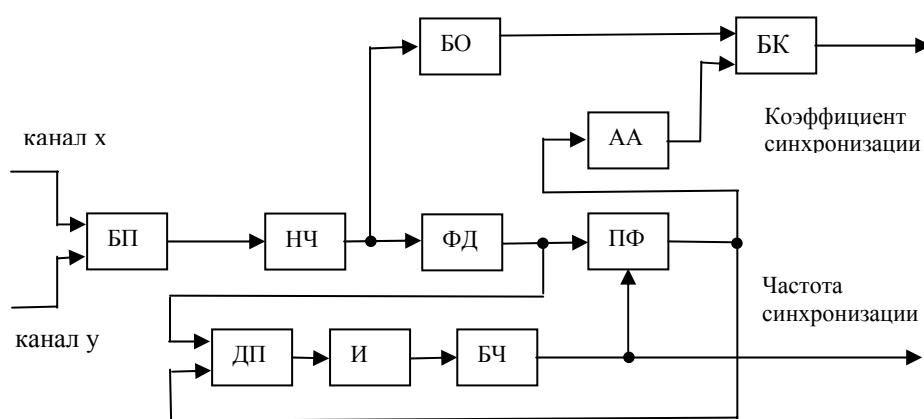 БО
БК
Коэффициент
синхронизации
АА
канал x
БП
НЧ
ФД
ПФ
Частота
синхронизации
канал y
ДП
И
БЧ